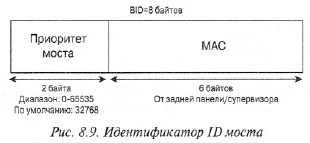 BID=8 байтов
Приоритет
моста
MAC
2 байта
Диапазон: 0-65535
По умолчанию: 32768
6 байтов
От задней панели/супервизора
Рис. 8.9. Идентификатор ID моста